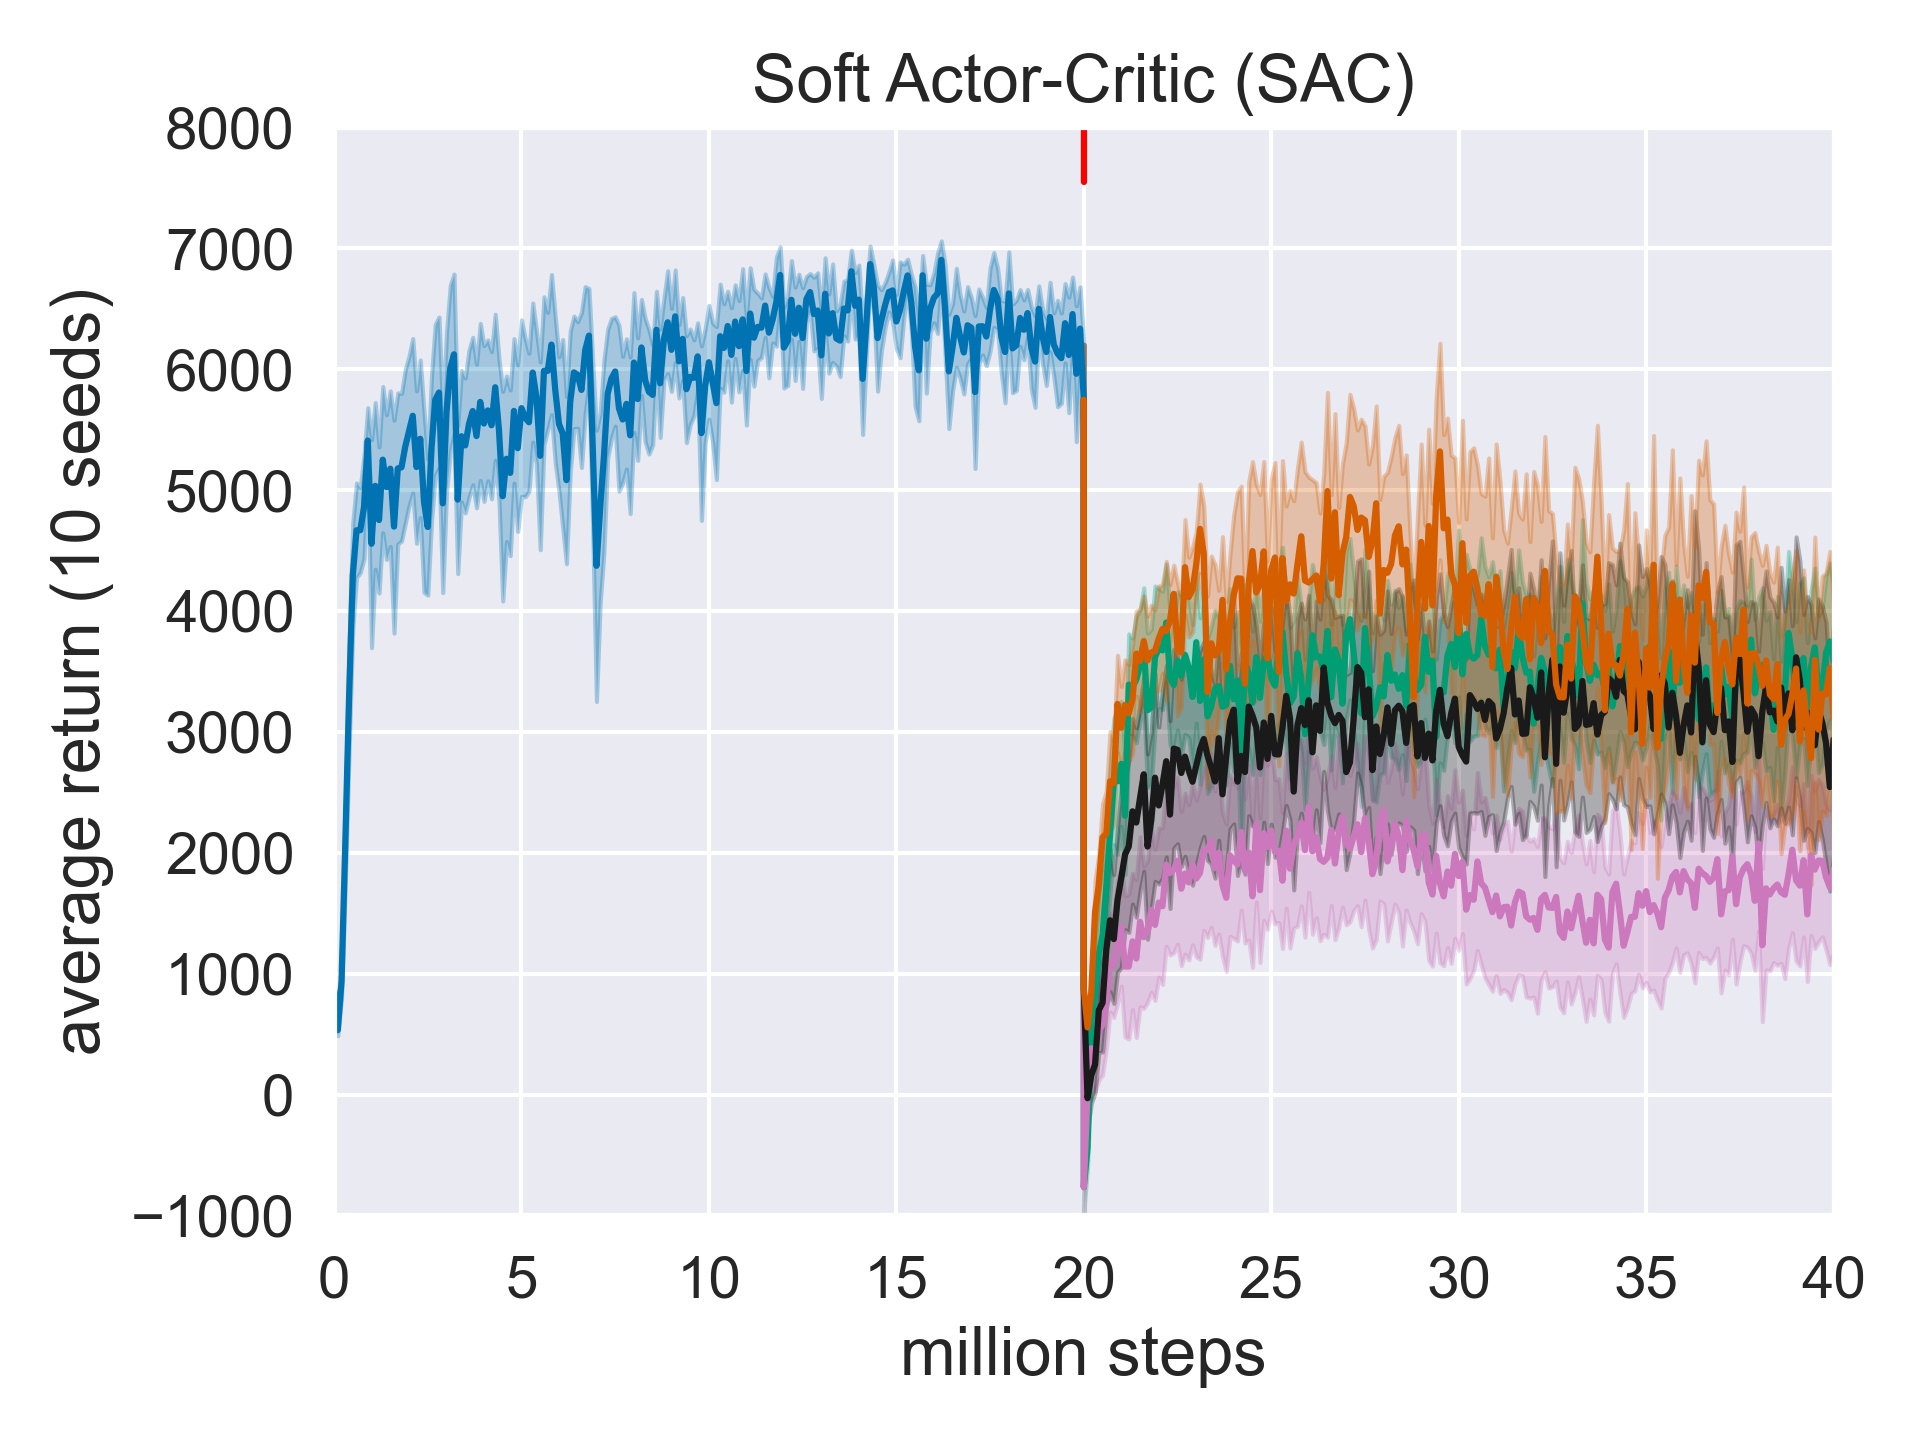 Soft Actor-Critic (SAC)
8000
7000
6000
5000
4000
3000
2000
1000
0
−1000
average return (10 seeds)
0 5 10 15 20 25 30 35 40
million steps